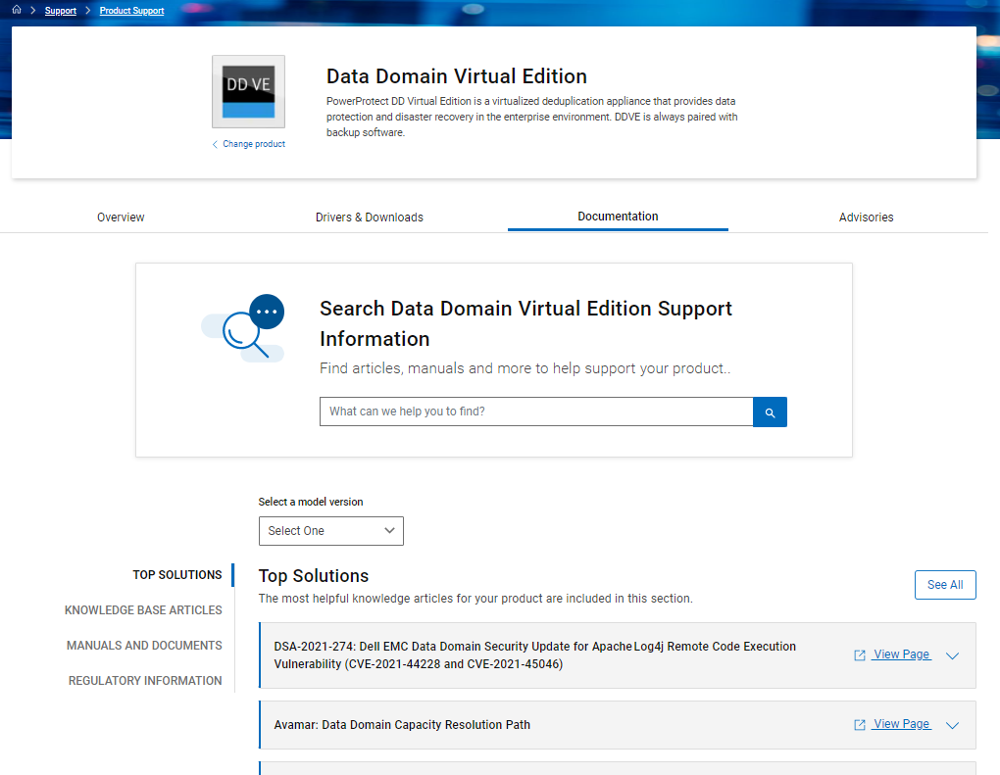 Support
Product Support
DD VE
Change product
Data Domain Virtual Edition
PowerProtect DD Virtual Edition is a virtualized deduplication appliance that provides data
protection and disaster recovery in the enterprise environment. DDVE is always paired with
backup software.
Overview
Drivers & Downloads
Documentation
Advisories
Search Data Domain Virtual Edition Support
Information
Find articles, manuals and more to help support your product..
What can we help you to find?
Select a model version
Select One
TOP SOLUTIONS
KNOWLEDGE BASE ARTICLES
MANUALS AND DOCUMENTS
REGULATORY INFORMATION
Top Solutions
The most helpful knowledge articles for your product are included in this section.
See All
DSA-2021-274: Dell EMC Data Domain Security Update for Apache Log4j Remote Code Execution
Vulnerability (CVE-2021-44228 and CVE-2021-45046)
View Page
Avamar: Data Domain Capacity Resolution Path
View Page